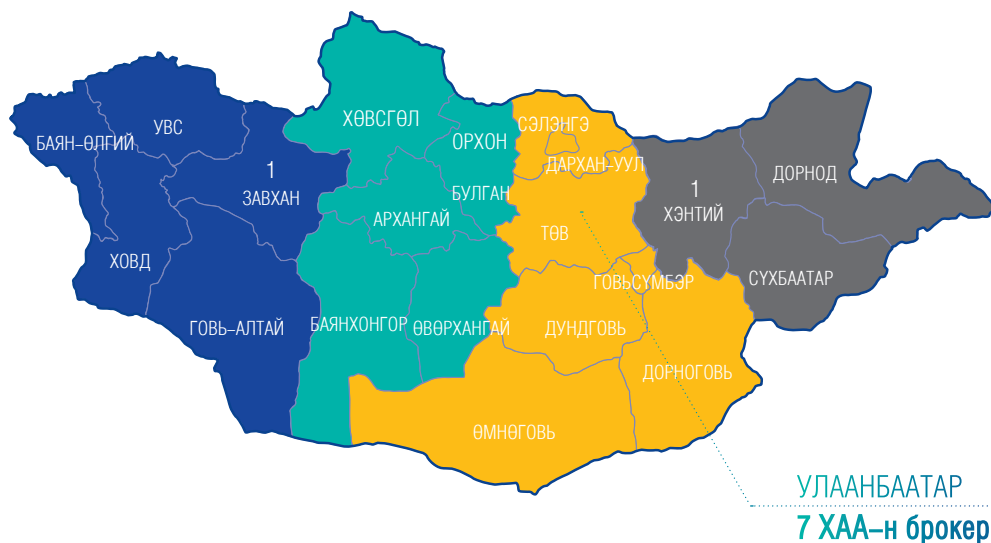 ХӨВСГӨЛ
СЭЛЭНГЭ
УВС
БАЯН–ӨЛГИЙ
ОРХОН
ДАРХАН–УУЛ
1
ЗАВХАН
ДОРНОД
1
ХЭНТИЙ
БУЛГАН
АРХАНГАЙ
ТӨВ
ХОВД
ГОВЬСҮМБЭР
СҮХБААТАР
ГОВЬ–АЛТАЙ
БАЯНХОНГОР
ӨВӨРХАНГАЙ
ДУНДГОВЬ
ДОРНОГОВЬ
ӨМНӨГОВЬ
УЛААНБААТАР
7 ХАА–н брокер